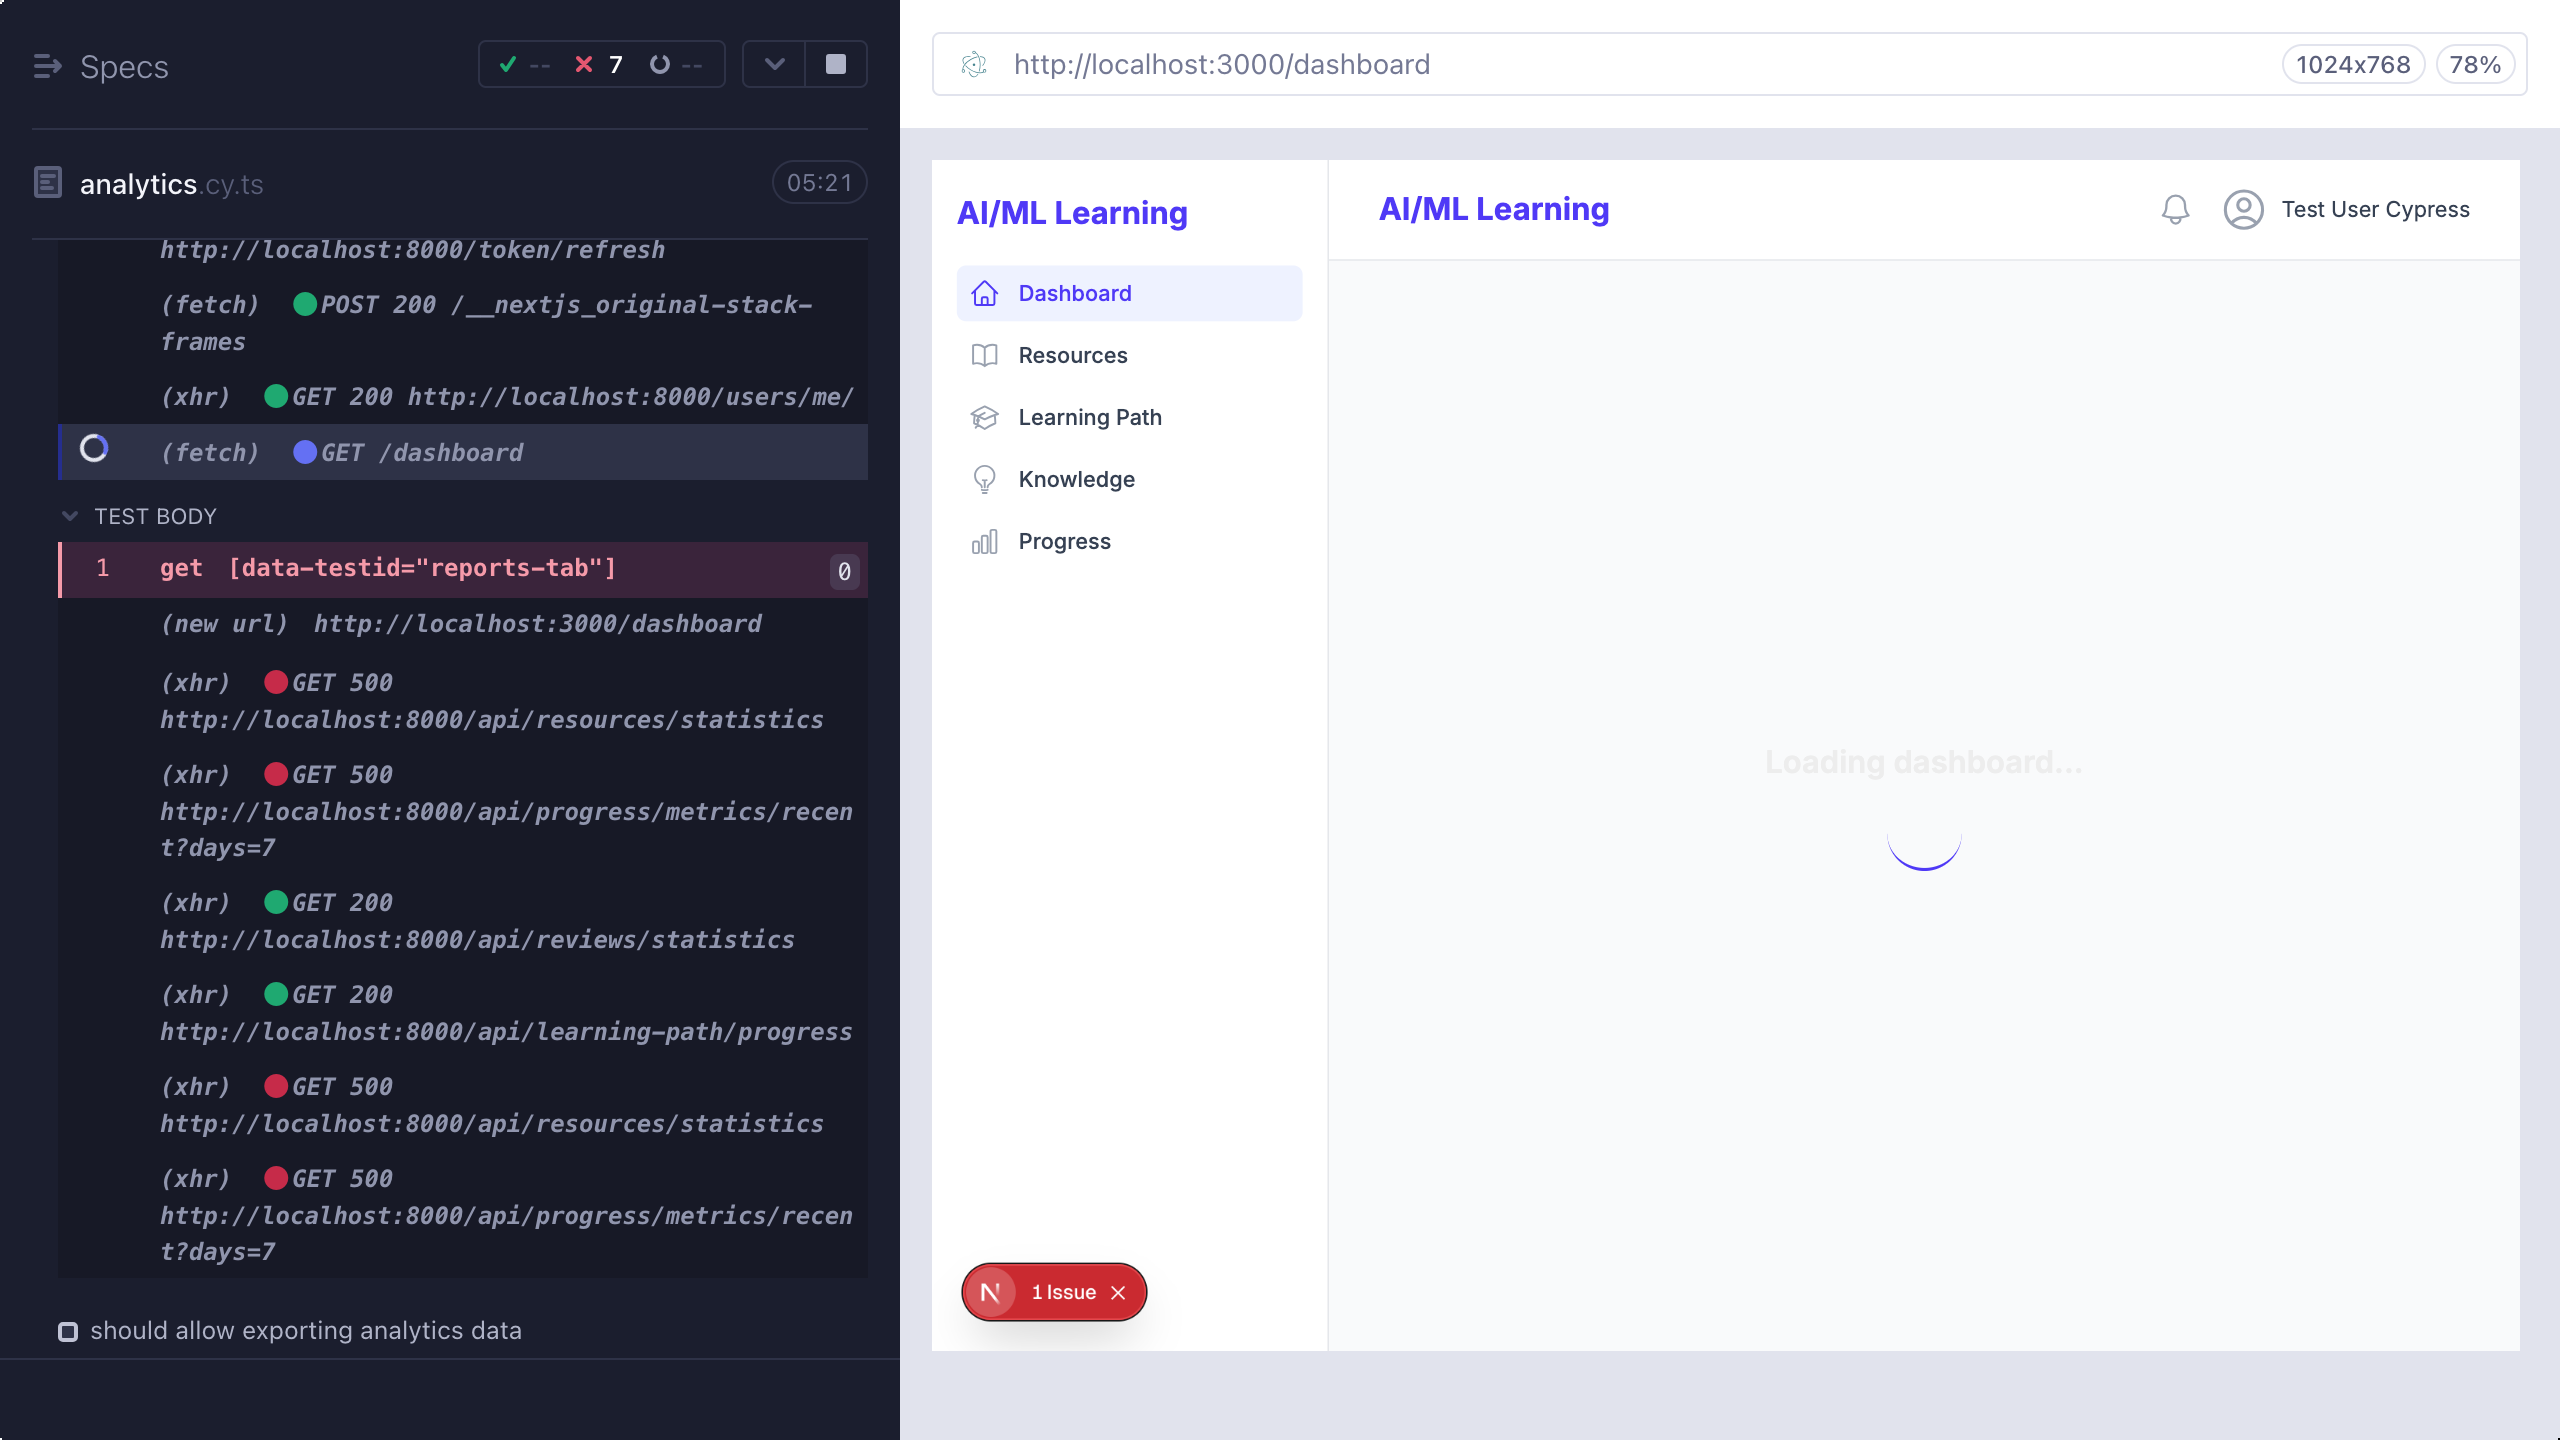 Specs
-- 7 --
analytics.cy.ts 05:21
http://localhost:8000/token/refresh
(fetch) POST 200 /__nextjs_original-stack-
frames
(xhr) GET 200 http://localhost:8000/users/me/
(fetch) GET /dashboard
TEST BODY
1 get [data-testid="reports-tab"] 0
(new url) http://localhost:3000/dashboard
(xhr) GET 500
http://localhost:8000/api/resources/statistics
(xhr) GET 500
http://localhost:8000/api/progress/metrics/recen
t?days=7
(xhr) GET 200
http://localhost:8000/api/reviews/statistics
(xhr) GET 200
http://localhost:8000/api/learning-path/progress
(xhr) GET 500
http://localhost:8000/api/resources/statistics
(xhr) GET 500
http://localhost:8000/api/progress/metrics/recen
t?days=7
should allow exporting analytics data
http://localhost:3000/dashboard
1024x768 78%
AI/ML Learning
Dashboard
Resources
Learning Path
Knowledge
Progress
N 1 Issue
AI/ML Learning
Test User Cypress
Loading dashboard...